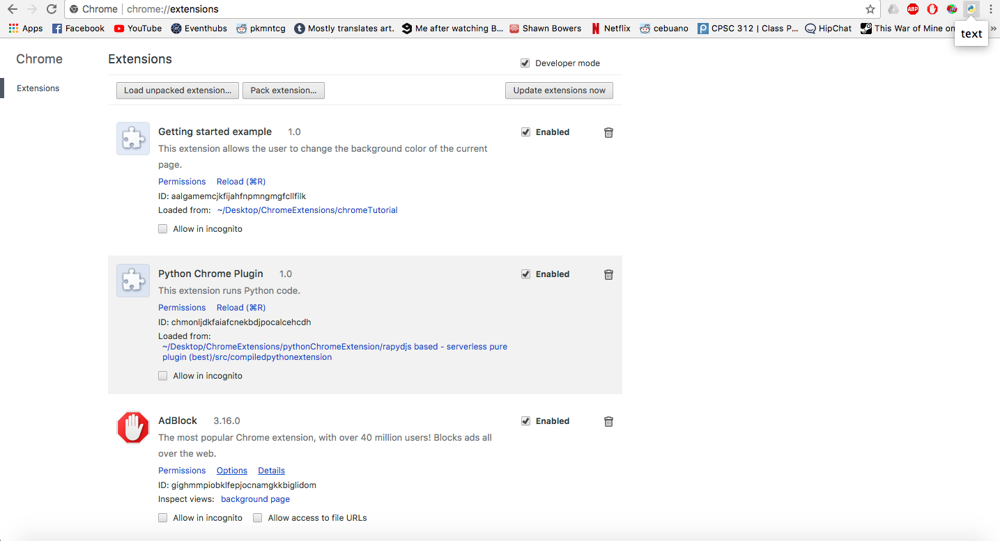 Chrome chrome://extensions ABP
Apps Facebook YouTube Eventhubs pkmntcg Mostly translates art. Me after watching B... Shawn Bowers Netflix cebuano CPSC 312 | Class P... HipChat This War of Mine on »
text
Chrome Extensions Developer mode
Extensions
Load unpacked extension... Pack extension... Update extensions now
Getting started example 1.0 Enabled
This extension allows the user to change the background color of the current
page.
Permissions Reload (⌘R)
ID: aalgamemcjkfijahfnpmngmgfcllfilk
Loaded from: ~/Desktop/ChromeExtensions/chromeTutorial
Allow in incognito
Python Chrome Plugin 1.0 Enabled
This extension runs Python code.
Permissions Reload (⌘R)
ID: chmonljdkfaiafcnekbdjpocalcehcdh
Loaded from:
~/Desktop/ChromeExtensions/pythonChromeExtension/rapydjs based - serverless pure
plugin (best)/src/compiledpythonextension
Allow in incognito
AdBlock 3.16.0 Enabled
The most popular Chrome extension, with over 40 million users! Blocks ads all
over the web.
Permissions Options Details
ID: gighmmpiobklfepjocnamgkkbiglidom
Inspect views: background page
Allow in incognito Allow access to file URLs